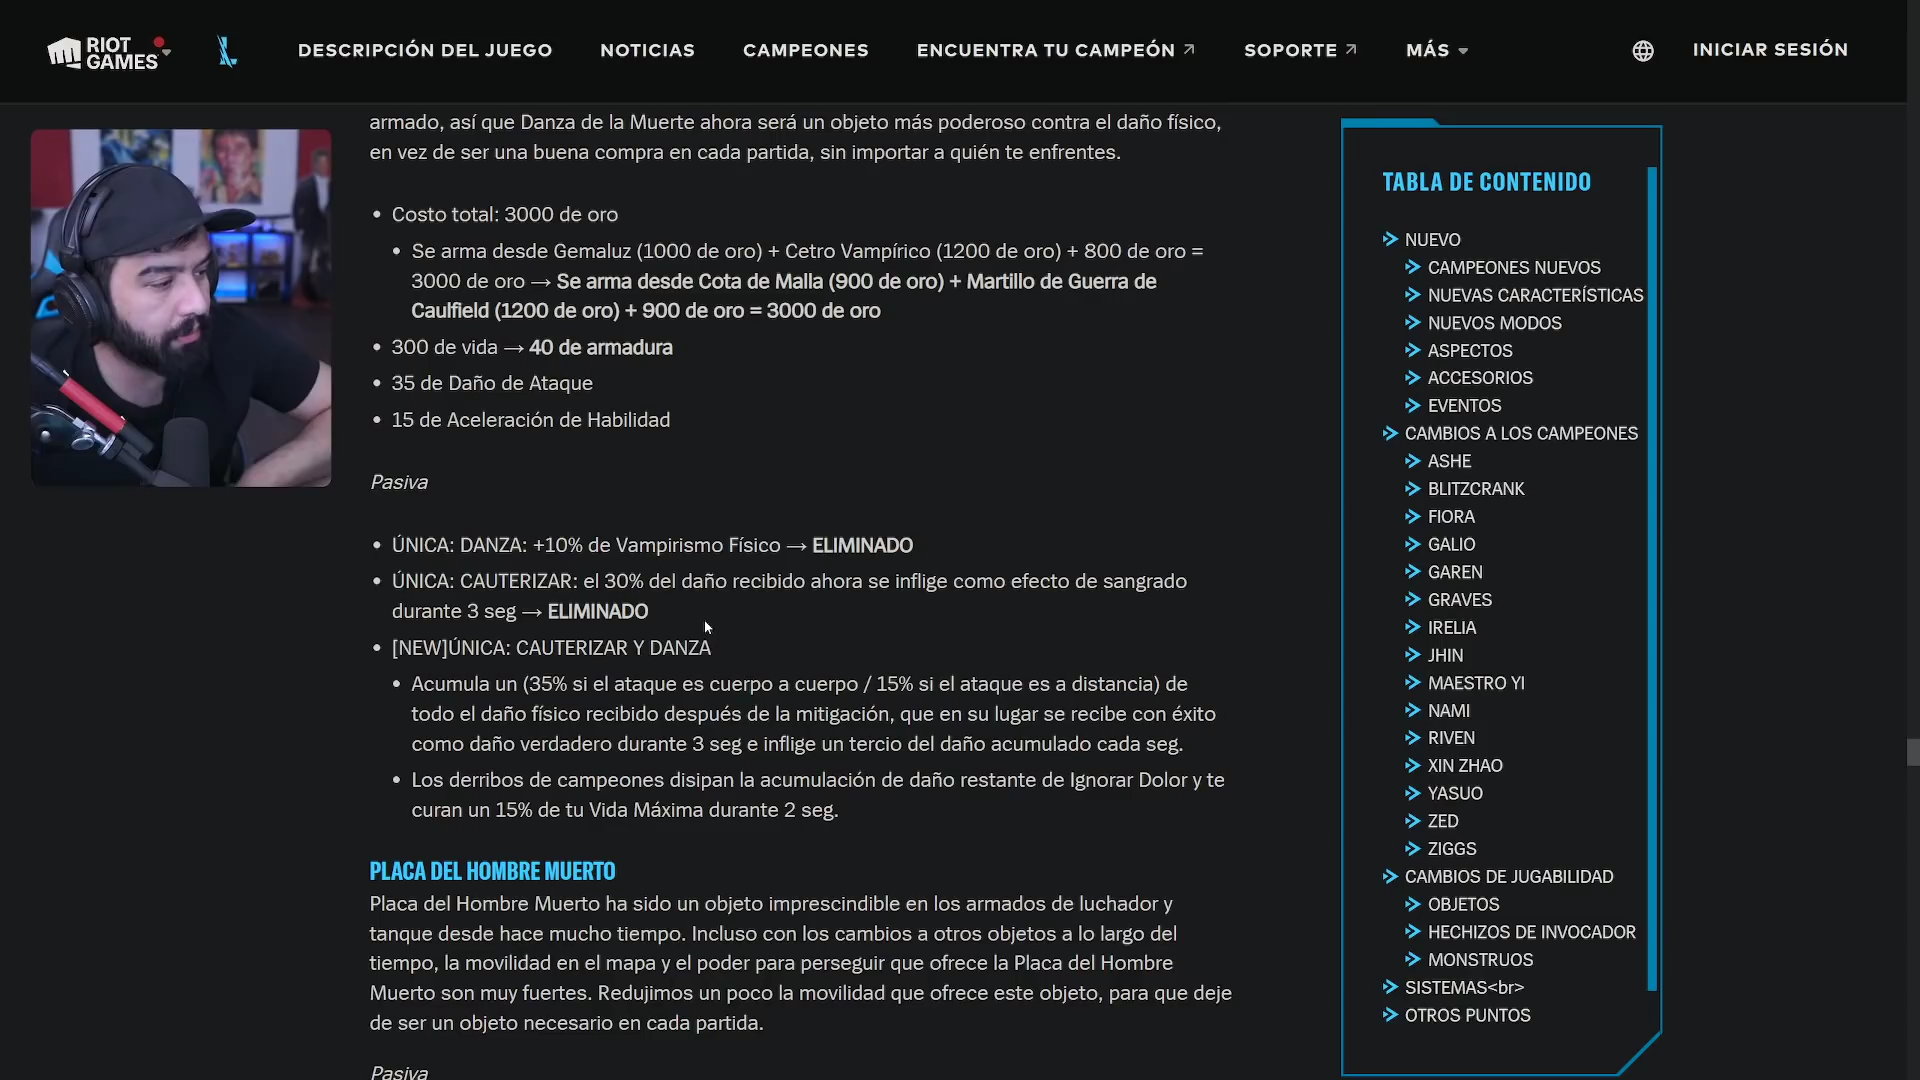 RIOT GAMES
DESCRIPCIÓN DEL JUEGO
NOTICIAS
CAMPEONES
ENCUENTRA TU CAMPEÓN
SOPORTE
MÁS
INICIAR SESIÓN
armado, así que Danza de la Muerte ahora será un objeto más poderoso contra el daño físico,
en vez de ser una buena compra en cada partida, sin importar a quién te enfrentes.
• Costo total: 3000 de oro
• Se arma desde Gemaluz (1000 de oro) + Cetro Vampírico (1200 de oro) + 800 de oro =
3000 de oro → Se arma desde Cota de Malla (900 de oro) + Martillo de Guerra de
Caulfield (1200 de oro) + 900 de oro = 3000 de oro
• 300 de vida → 40 de armadura
• 35 de Daño de Ataque
• 15 de Aceleración de Habilidad
Pasiva
• ÚNICA: DANZA: +10% de Vampirismo Físico → ELIMINADO
• ÚNICA: CAUTERIZAR: el 30% del daño recibido ahora se inflige como efecto de sangrado
durante 3 seg → ELIMINADO
• [NEW]ÚNICA: CAUTERIZAR Y DANZA
• Acumula un (35% si el ataque es cuerpo a cuerpo / 15% si el ataque es a distancia) de
todo el daño físico recibido después de la mitigación, que en su lugar se recibe con éxito
como daño verdadero durante 3 seg e inflige un tercio del daño acumulado cada seg.
• Los derribos de campeones disipan la acumulación de daño restante de Ignorar Dolor y te
curan un 15% de tu Vida Máxima durante 2 seg.
PLACA DEL HOMBRE MUERTO
Placa del Hombre Muerto ha sido un objeto imprescindible en los armados de luchador y
tanque desde hace mucho tiempo. Incluso con los cambios a otros objetos a lo largo del
tiempo, la movilidad en el mapa y el poder para perseguir que ofrece la Placa del Hombre
Muerto son muy fuertes. Redujimos un poco la movilidad que ofrece este objeto, para que deje
de ser un objeto necesario en cada partida.
Pasiva
TABLA DE CONTENIDO
NUEVO
CAMPEONES NUEVOS
NUEVAS CARACTERÍSTICAS
NUEVOS MODOS
ASPECTOS
ACCESORIOS
EVENTOS
CAMBIOS A LOS CAMPEONES
ASHE
BLITZCRANK
FIORA
GALIO
GAREN
GRAVES
IRELIA
JHIN
MAESTRO YI
NAMI
RIVEN
XIN ZHAO
YASUO
ZED
ZIGGS
CAMBIOS DE JUGABILIDAD
OBJETOS
HECHIZOS DE INVOCADOR
MONSTRUOS
SISTEMAS<br>
OTROS PUNTOS